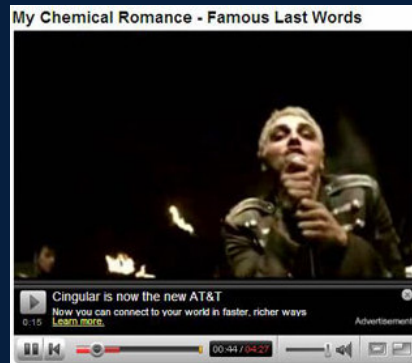 My Chemical Romance - Famous Last Words
Cingular is now the new AT&T
Now you can connect to your world in faster, richer ways
0:15 Learn more.
Advertisement
00:44 / 04:27